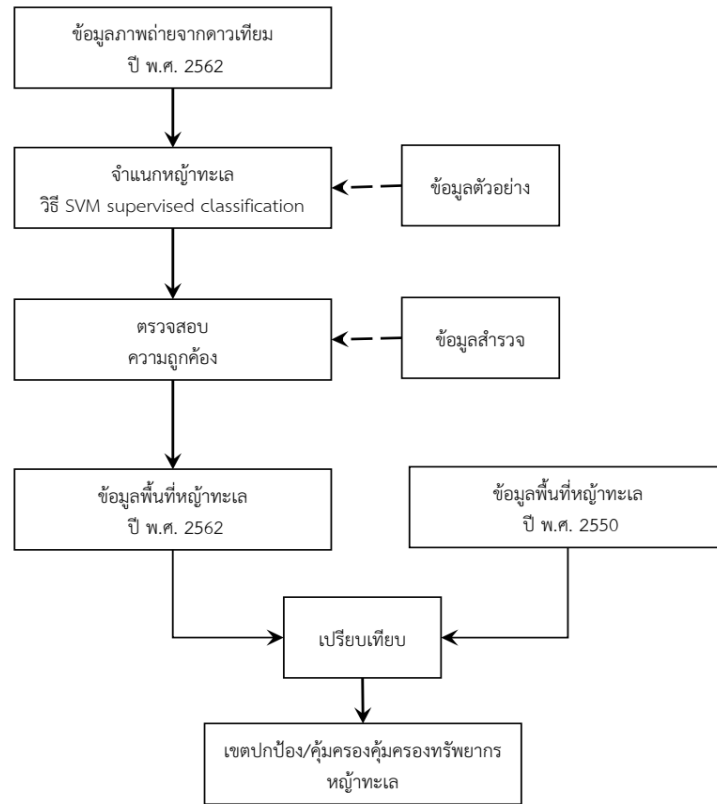 ข้อมูลภาพถ่ายจากดาวเทียม
ปี พ.ศ. 2562
จำแนกหญ้าทะเล
วิธี SVM supervised classification
ข้อมูลตัวอย่าง
ตรวจสอบ
ความถูกค้อง
ข้อมูลสำรวจ
ข้อมูลพื้นที่หญ้าทะเล
ปี พ.ศ. 2562
ข้อมูลพื้นที่หญ้าทะเล
ปี พ.ศ. 2550
เปรียบเทียบ
เขตปกป้อง/คุ้มครองคุ้มครองทรัพยากร
หญ้าทะเล